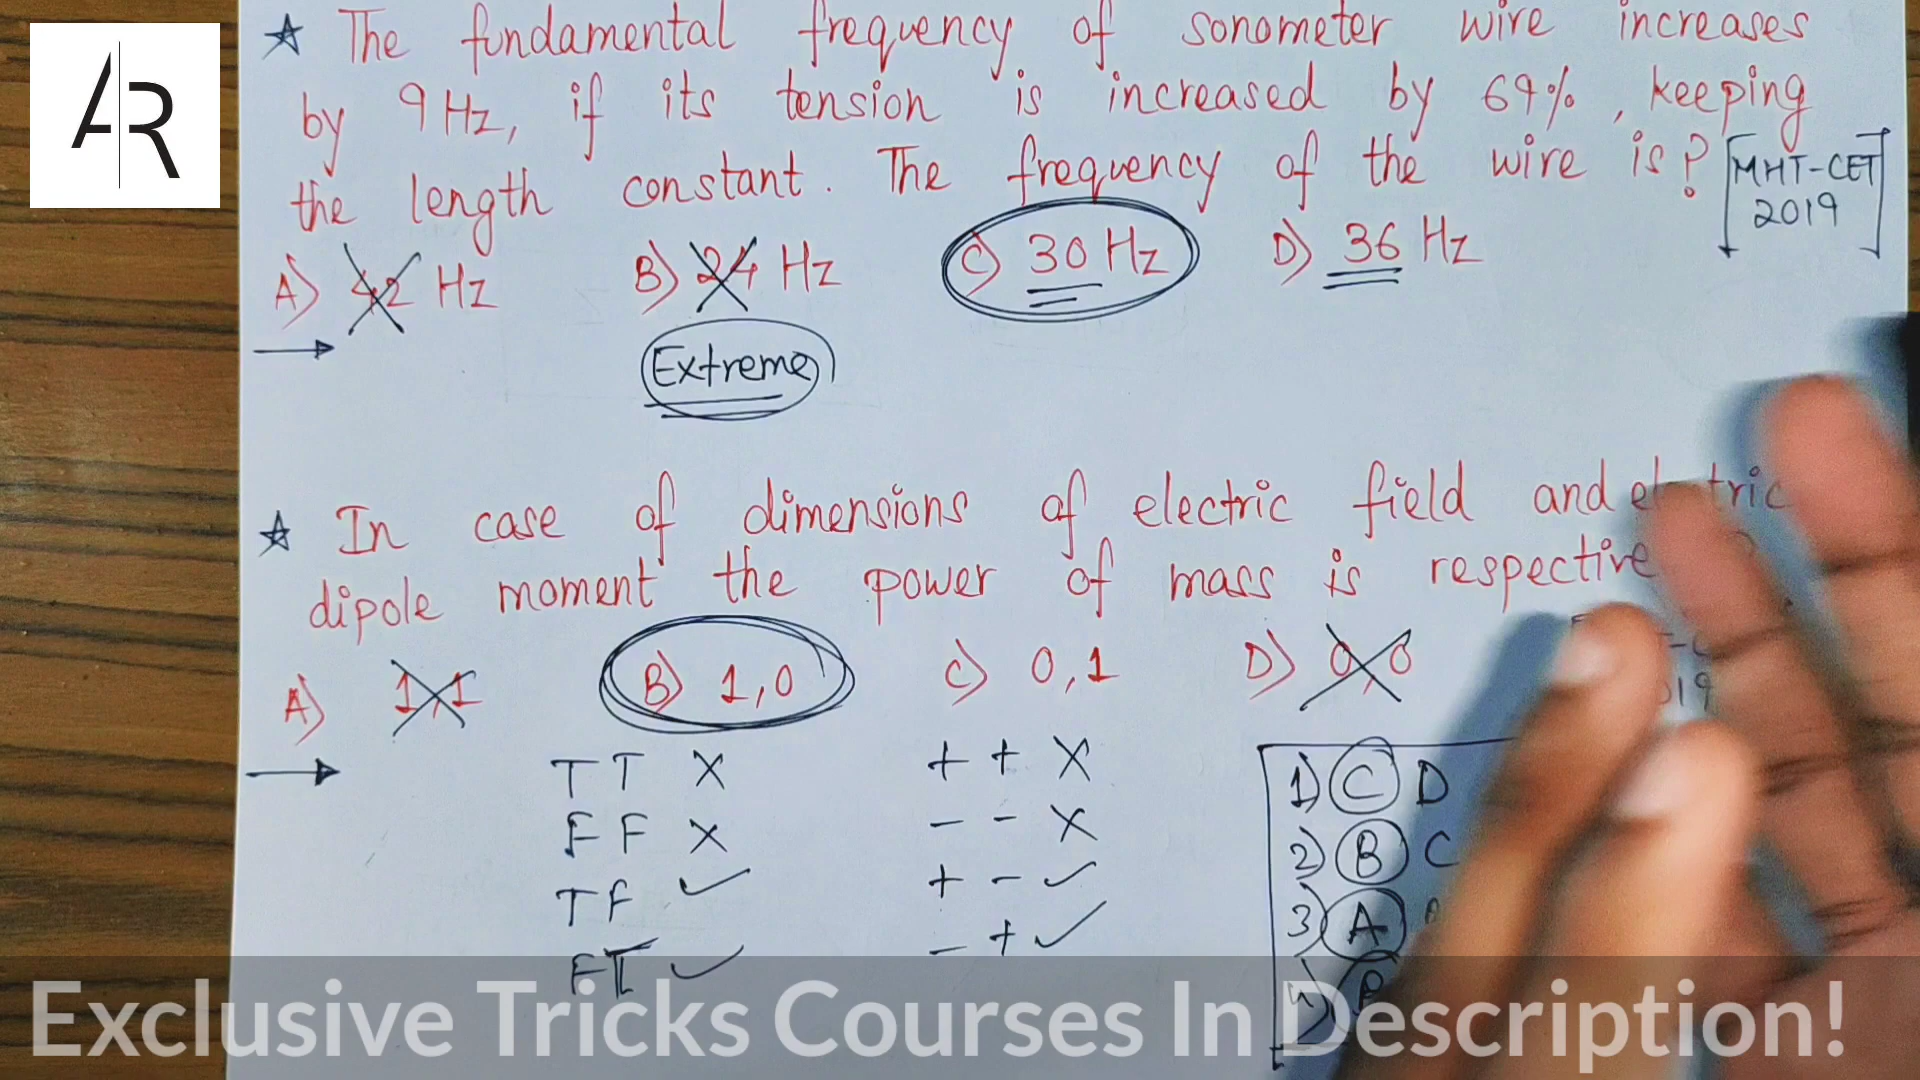 AR
☆ The fundamental frequency of sonometer wire increases
by 9 Hz, if its tension is increased by 69%, keeping
the length constant. The frequency of the wire is?
[MHT-CET
2019]
A) 42 Hz B) 24 Hz C) 30 Hz D) 36 Hz
Extreme
☆ In case of dimensions of electric field and electric
dipole moment the power of mass is
A) 1,1 B) 1,0 C) 0,1 D) 0,0
T T X + + X 1) C D
F F X - - X 2) B C
T F ✓ + - ✓ 3) A
F T ✓ - + ✓
Exclusive Tricks Courses In Description!